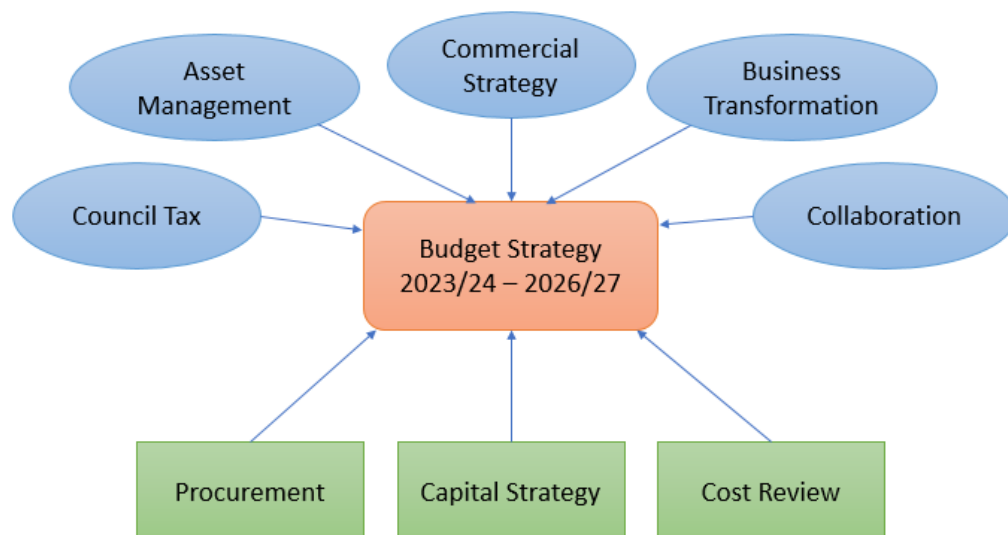 Commercial
Strategy
Asset
Management
Business
Transformation
Council Tax
Collaboration
Budget Strategy
2023/24 – 2026/27
Procurement
Capital Strategy
Cost Review